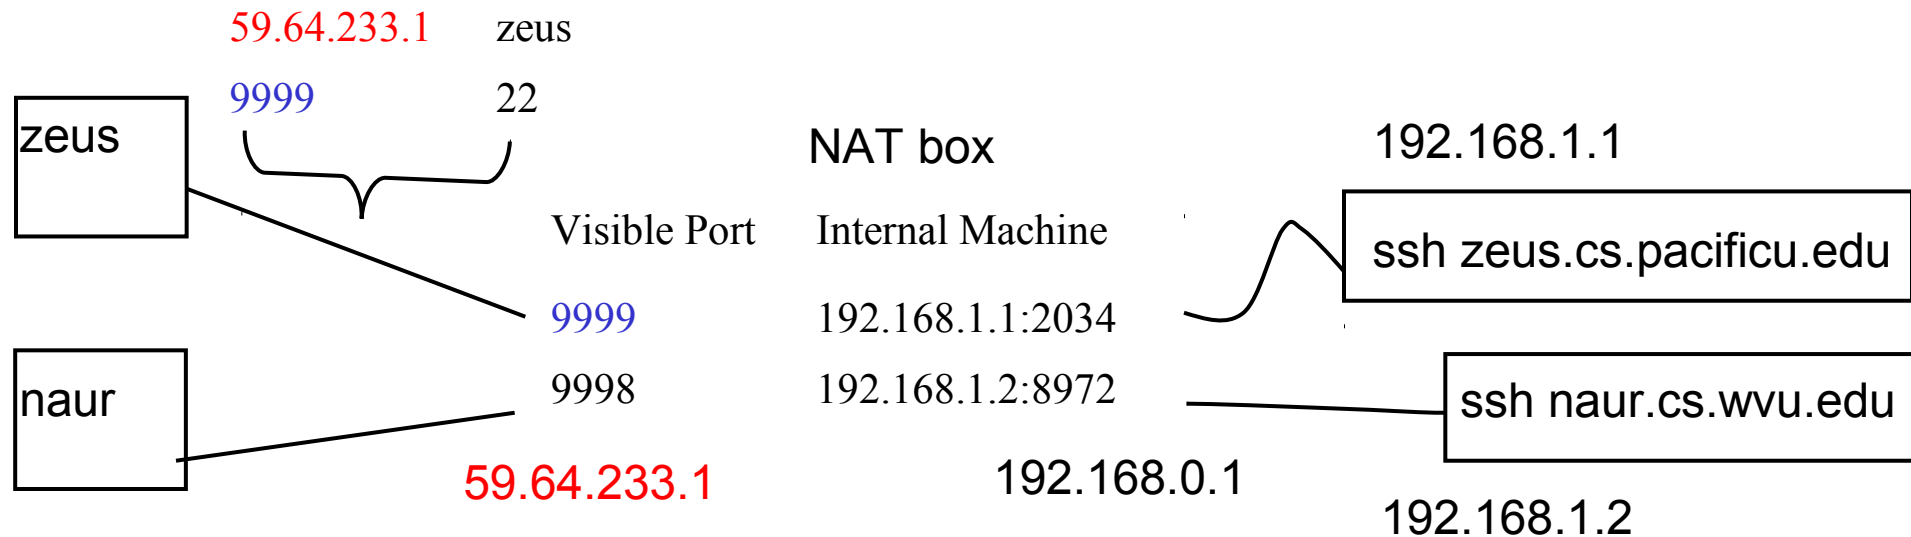 59.64.233.1 zeus
9999 22
zeus
NAT box
192.168.1.1
Visible Port Internal Machine
ssh zeus.cs.pacificu.edu
9999 192.168.1.1:2034
naur
9998 192.168.1.2:8972
ssh naur.cs.wvu.edu
59.64.233.1
192.168.0.1
192.168.1.2